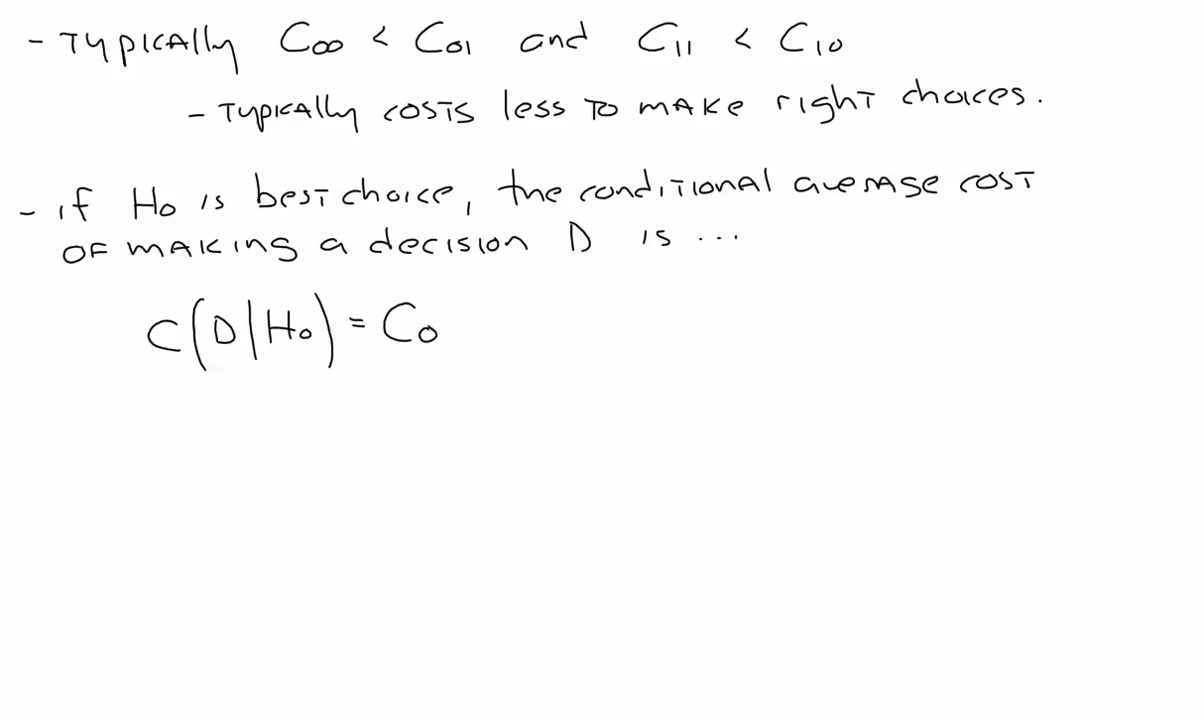 - Typically C₀₀ < C₀₁ and C₁₁ < C₁₀
- Typically costs less to make right choices.
- if H₀ is best choice, the conditional average cost
of making a decision D is ...
C(D|H₀) = C₀